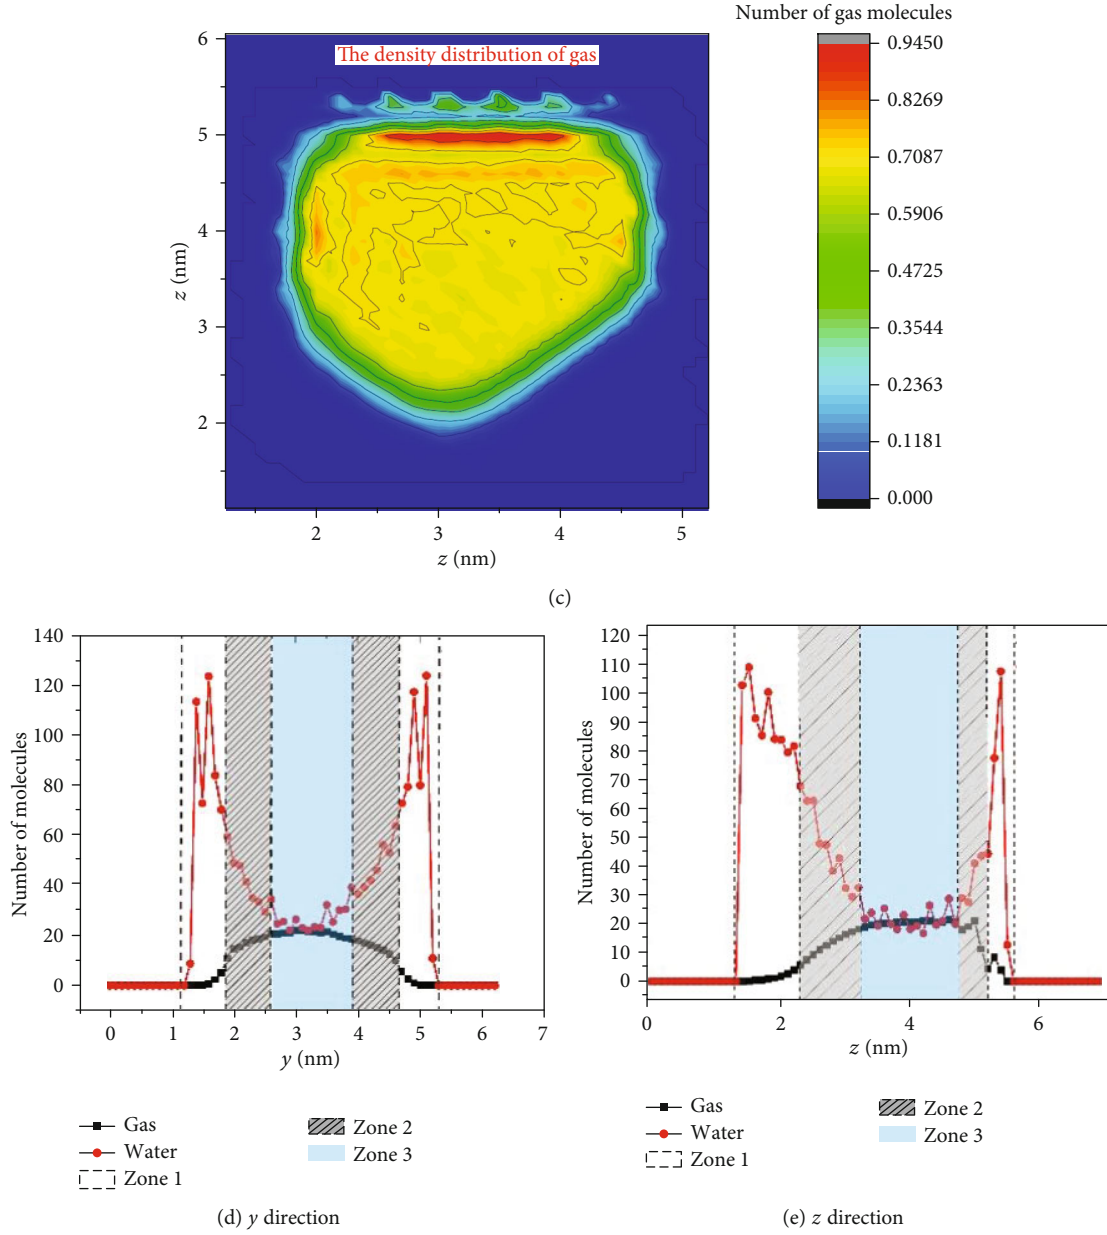 Number of gas molecules
The density distribution of gas
6
5
4
3
2
z (nm)
2
3
4
5
z (nm)
0.9450
0.8269
0.7087
0.5906
0.4725
0.3544
0.2363
0.1181
0.000
(c)
140
120
100
80
60
40
20
0
Number of molecules
0
1
2
3
4
5
6
7
y (nm)
Gas
Water
Zone 1
Zone 2
Zone 3
(d) y direction
120
110
100
90
80
70
60
50
40
30
20
10
0
Number of molecules
0
2
4
6
z (nm)
Gas
Water
Zone 1
Zone 2
Zone 3
(e) z direction